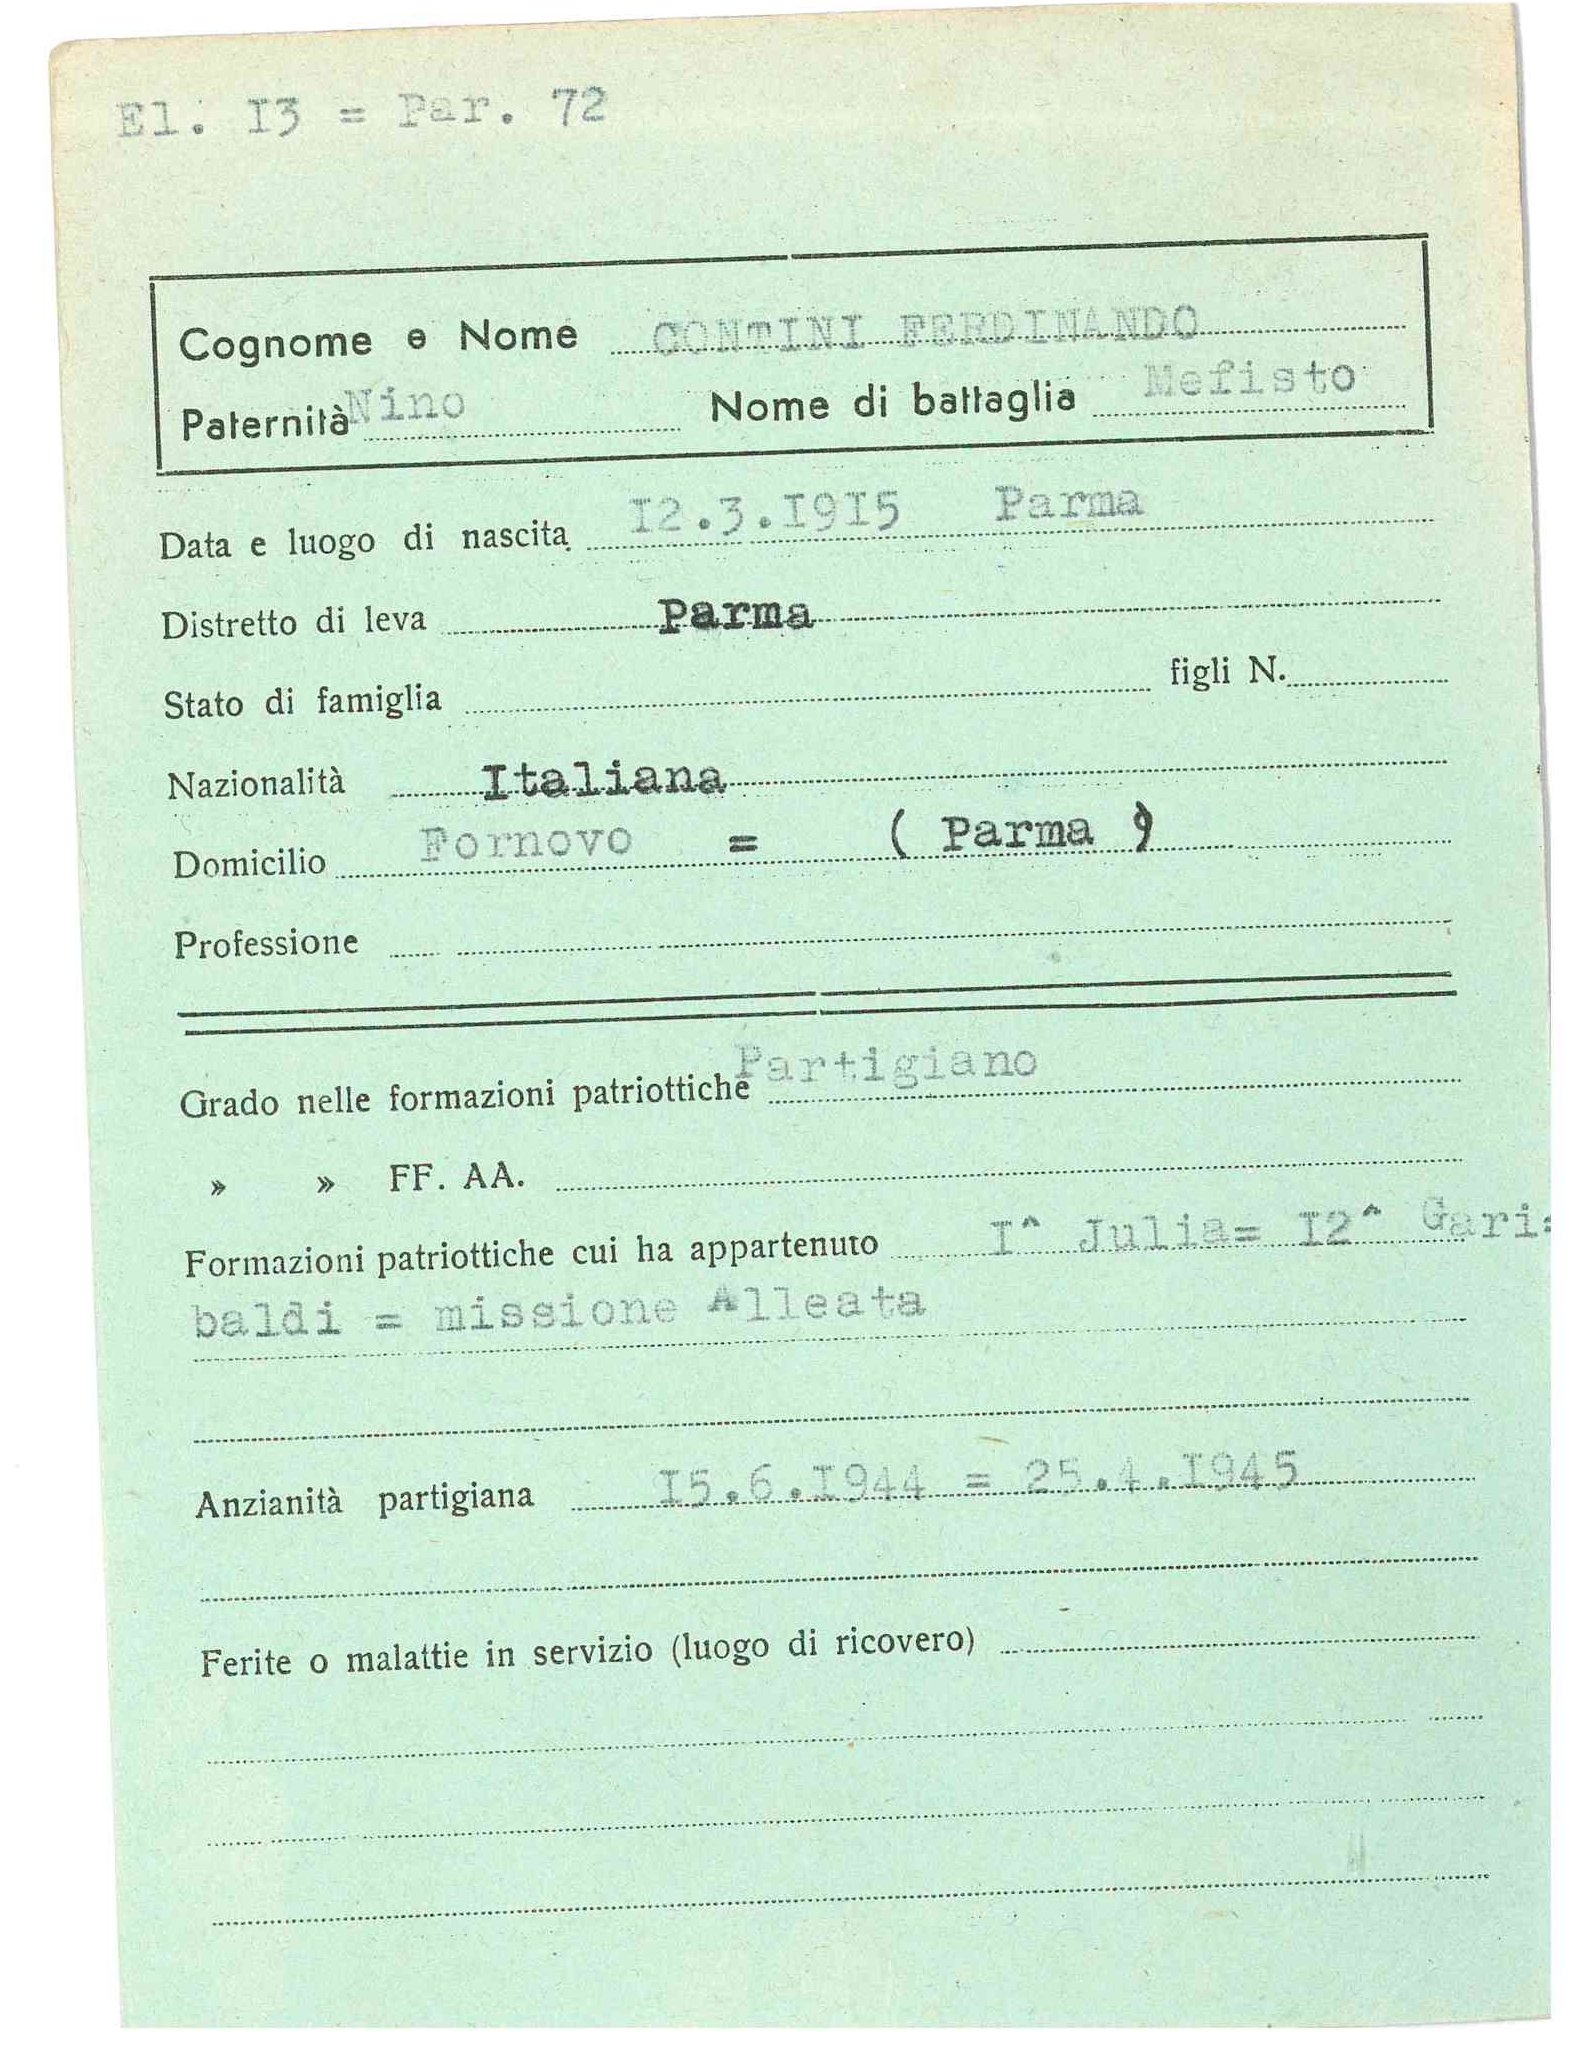 El. I3 = Par. 72
Cognome e Nome CONTINI FERDINANDO
Paternità Nino Nome di battaglia Mefisto
Data e luogo di nascita I2.3.I9I5 Parma
Distretto di leva Parma
Stato di famiglia figli N.
Nazionalità Italiana
Domicilio Fornovo = ( Parma )
Professione
Grado nelle formazioni patriottiche Partigiano
» » FF. AA.
Formazioni patriottiche cui ha appartenuto I^ Julia= I2^ Gari=
baldi = missione Alleata
Anzianità partigiana I5.6.I944 = 25.4.I945
Ferite o malattie in servizio (luogo di ricovero)